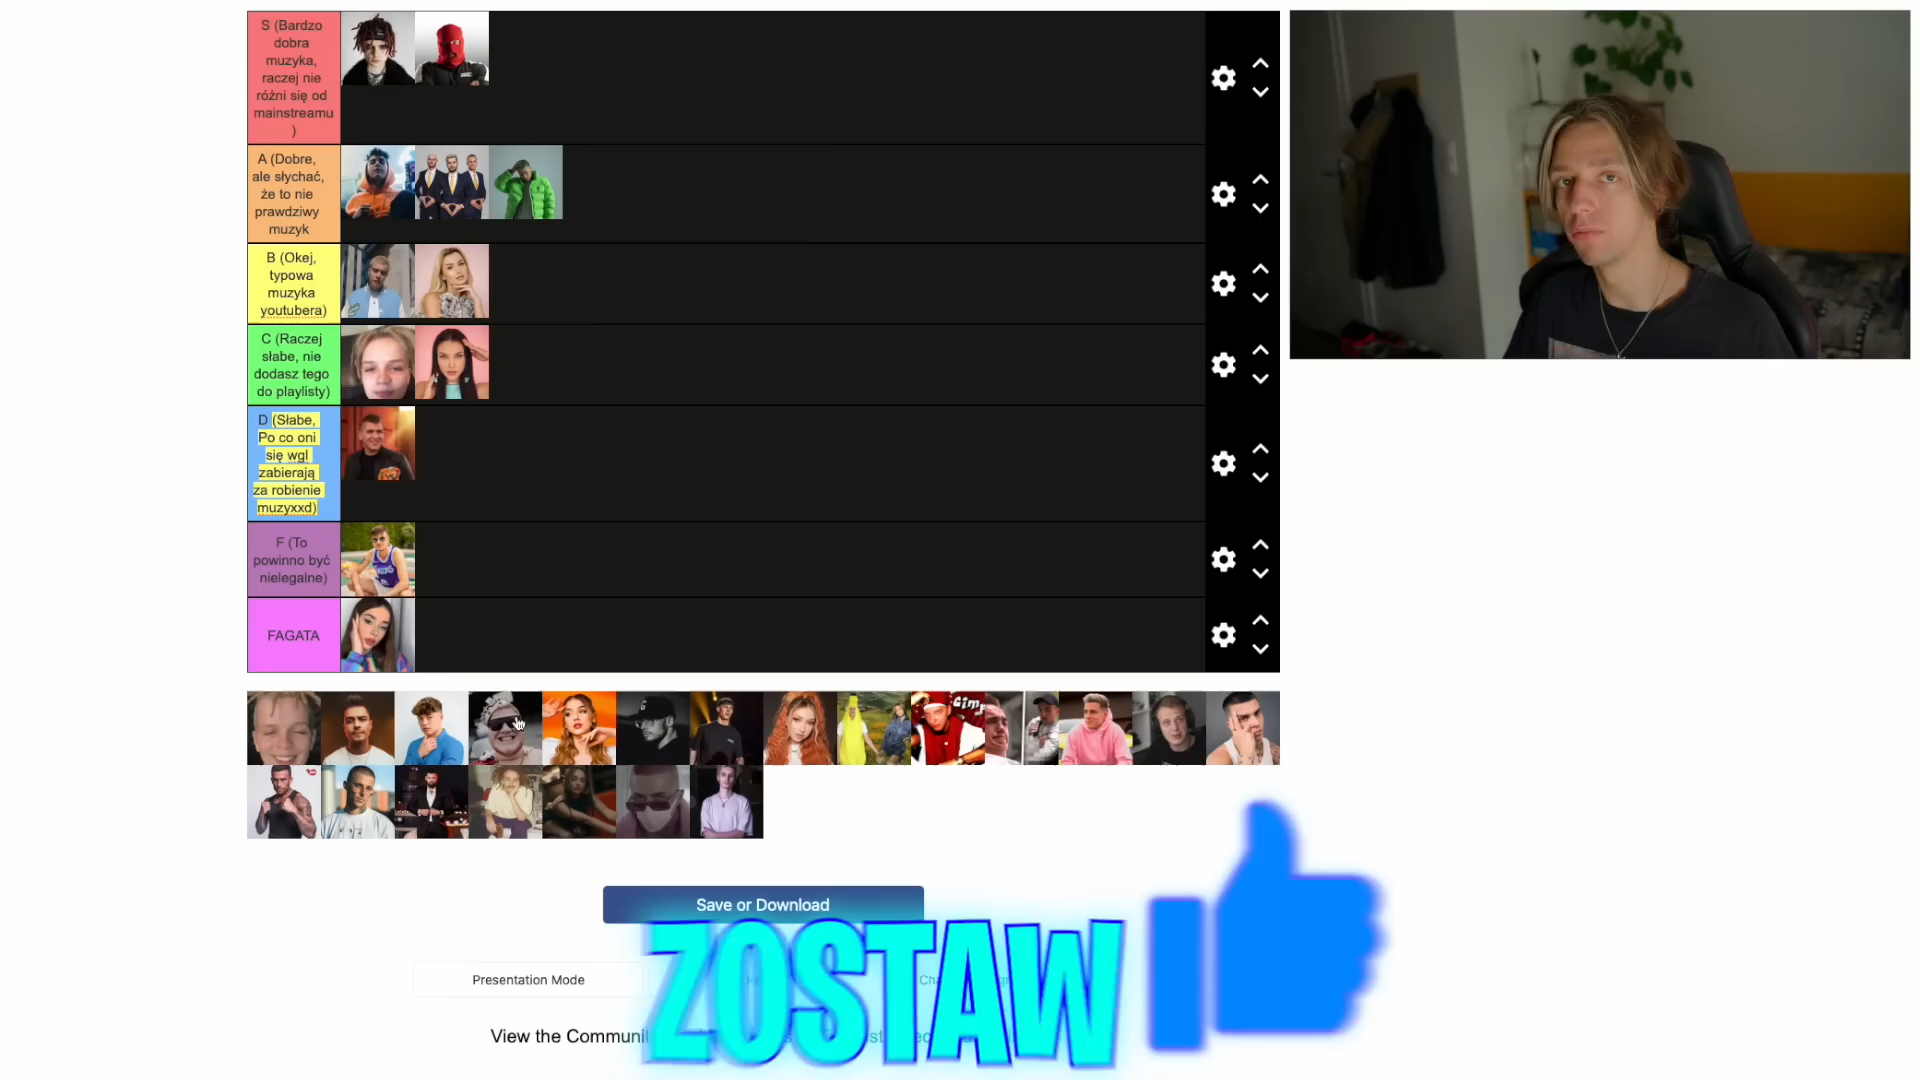 S (Bardzo
dobra
muzyka,
raczej nie
różni się od
mainstreamu
)
A (Dobre,
ale słychać,
że to nie
prawdziwy
muzyk
B (Okej,
typowa
muzyka
youtubera)
C (Raczej
słabe, nie
dodasz tego
do playlisty)
D (Słabe,
Po co oni
się wgl
zabierają
za robienie
muzyxxd)
F (To
powinno być
nielegalne)
FAGATA
Save or Download
ZOSTAW
Presentation Mode
View the